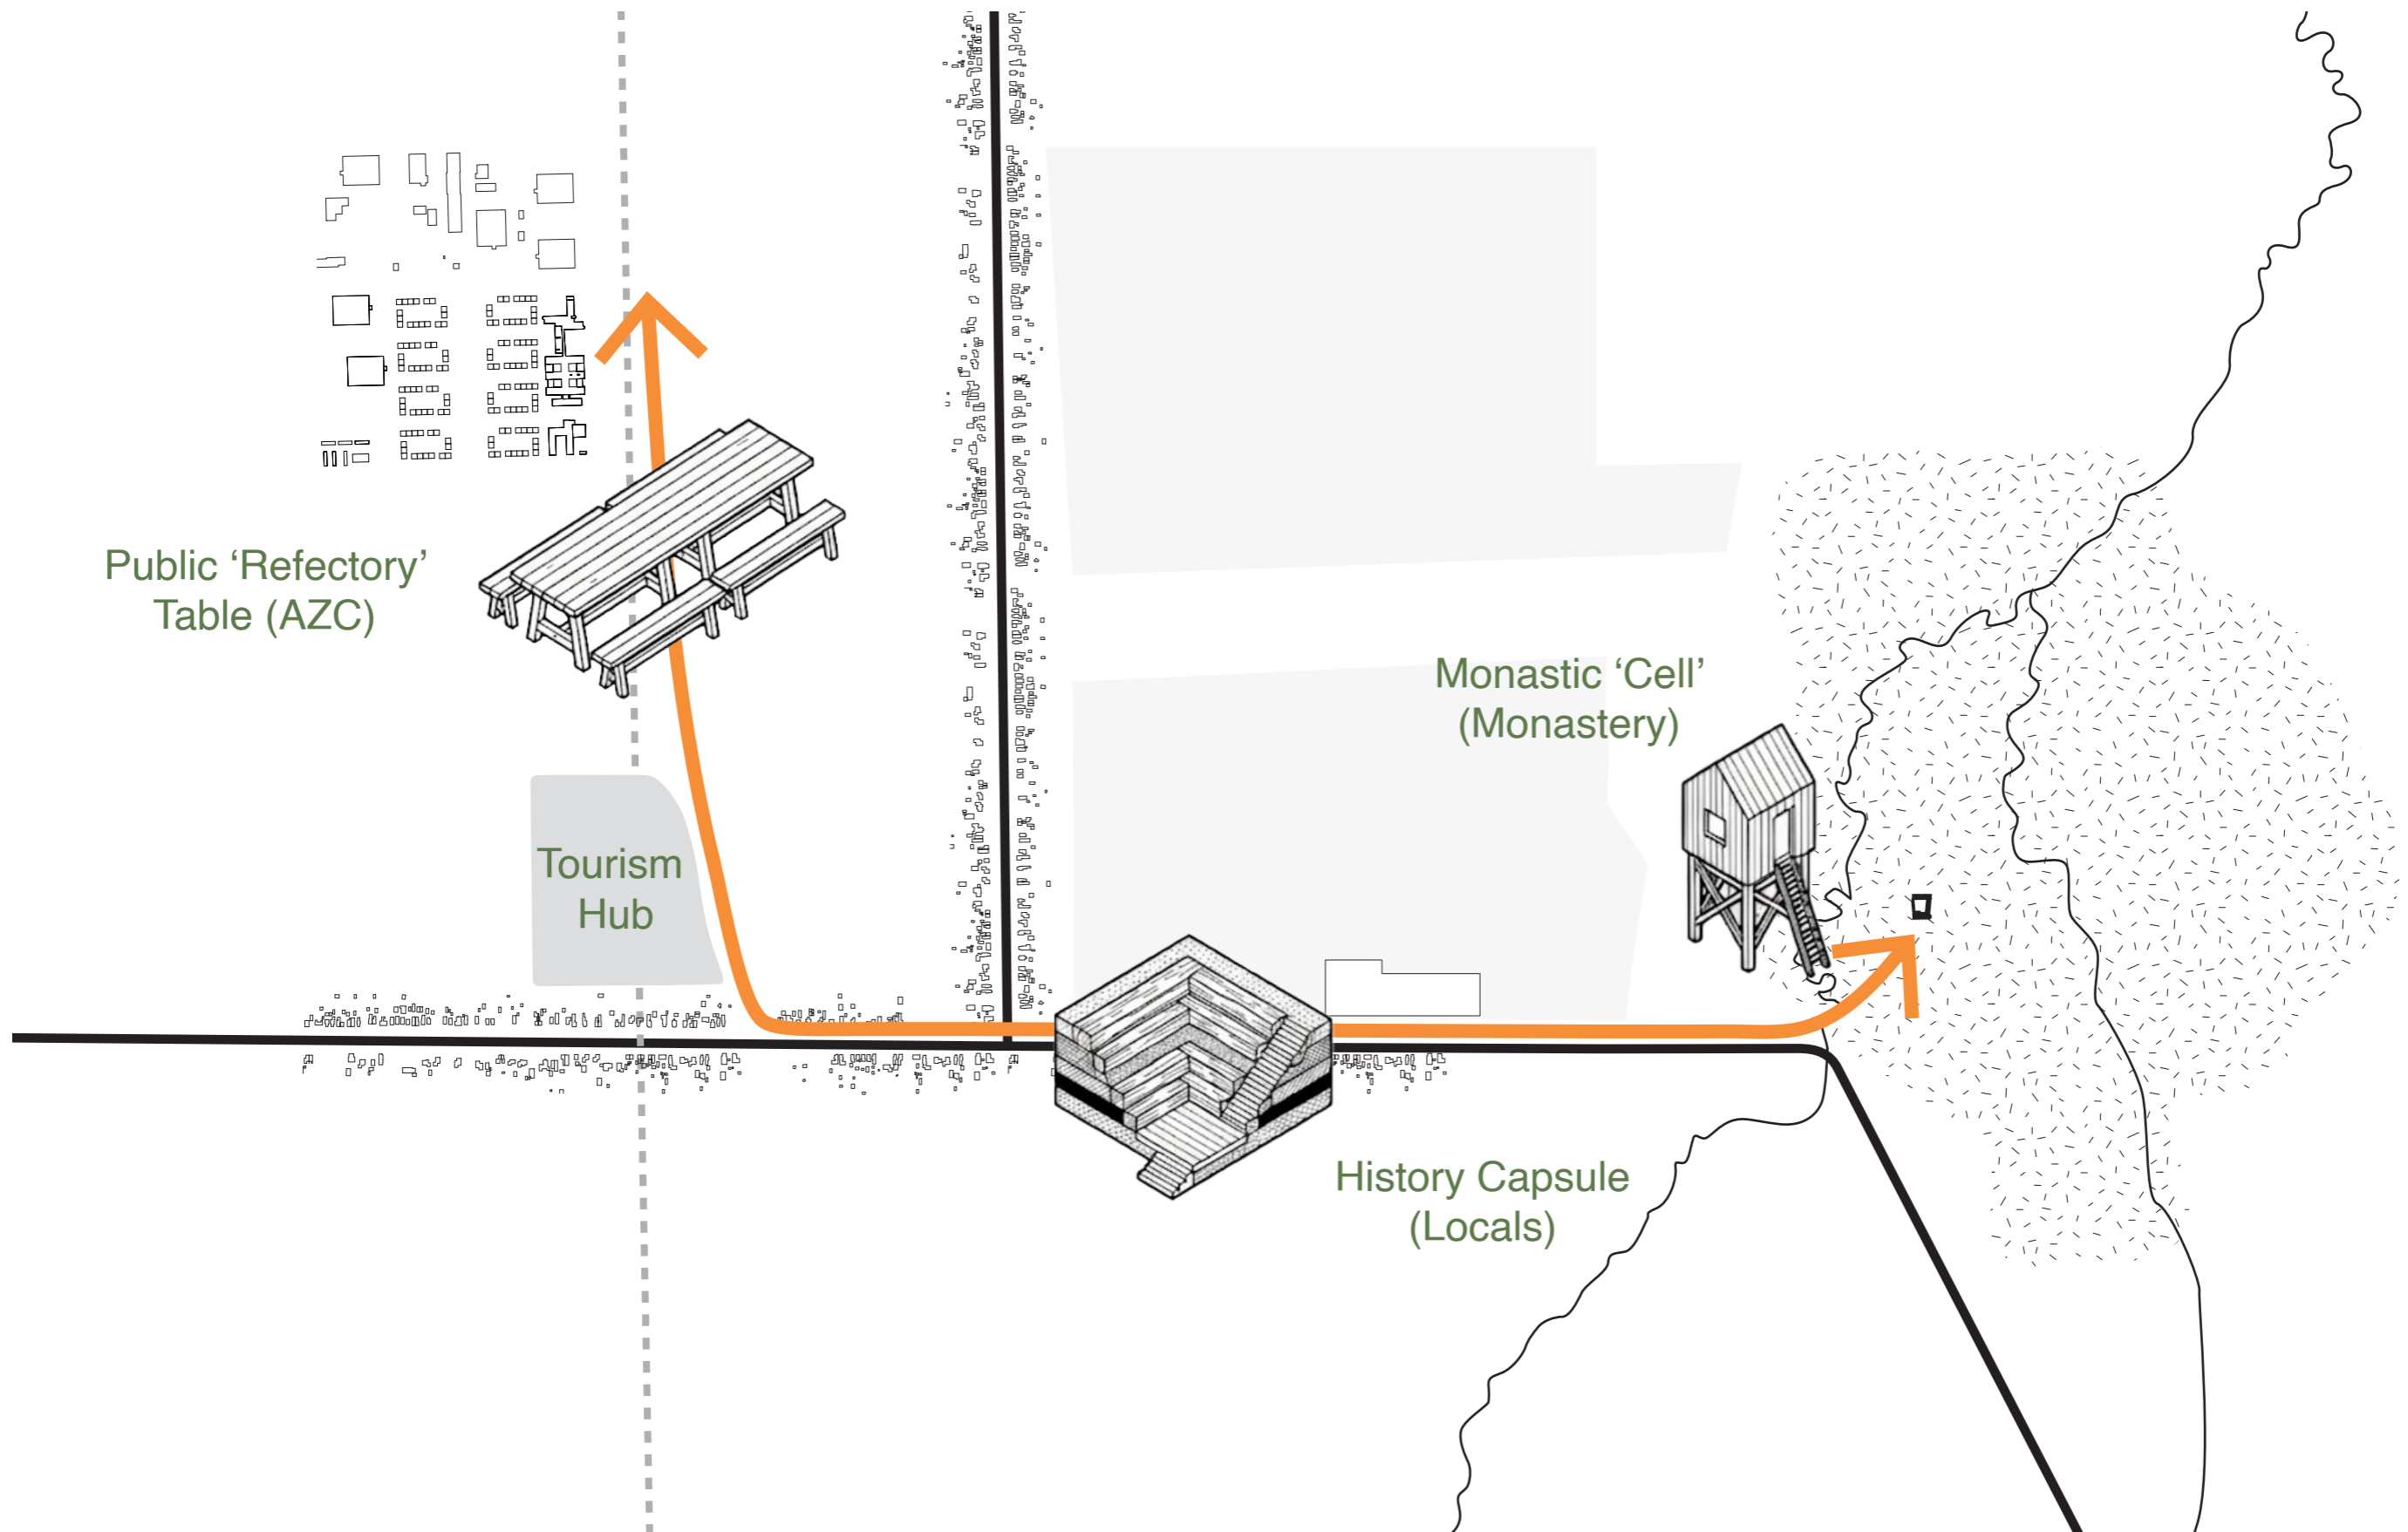 Public ‘Refectory’
Table (AZC)
Monastic ‘Cell’
(Monastery)
Tourism
Hub
History Capsule
(Locals)